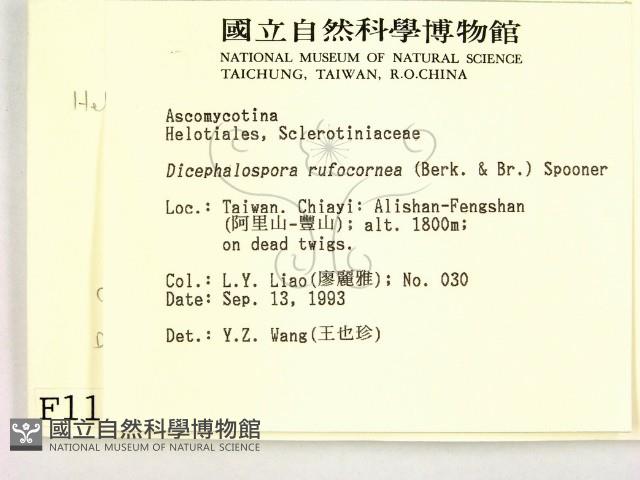 國立自然科學博物館
NATIONAL MUSEUM OF NATURAL SCIENCE
TAICHUNG, TAIWAN, R.O.CHINA
Ascomycotina
Helotiales, Sclerotiniaceae
Dicephalospora rufocornea (Berk. & Br.) Spooner
Loc.: Taiwan. Chiayi: Alishan-Fengshan
(阿里山-豐山); alt. 1800m;
on dead twigs.
Col.: L.Y. Liao(廖麗雅); No. 030
Date: Sep. 13, 1993
Det.: Y.Z. Wang(王也珍)
F11
國立自然科學博物館
NATIONAL MUSEUM OF NATURAL SCIENCE